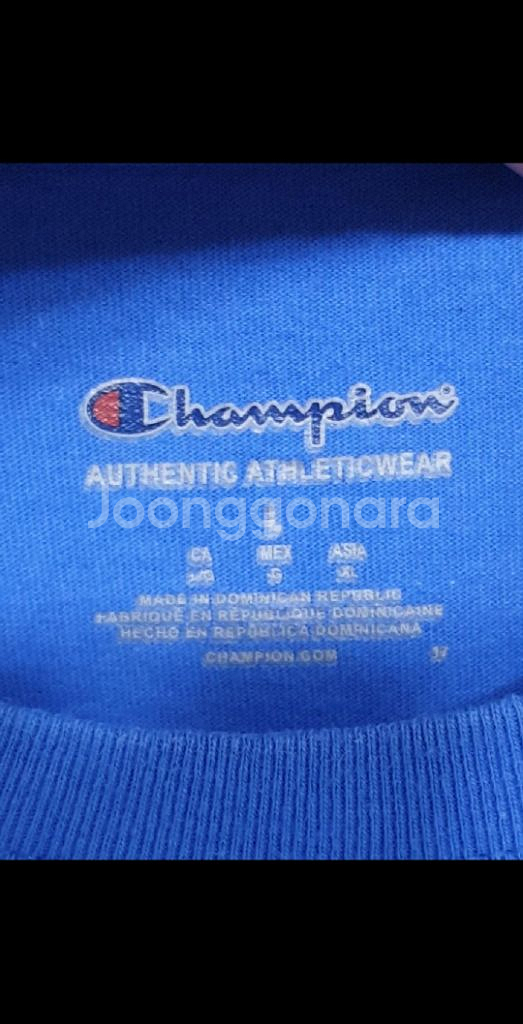 Champion
AUTHENTIC ATHLETICWEAR
Joonggonara
L
CA MEX ASIA
L/G G XL
MADE IN DOMINICAN REPUBLIC
FABRIQUÉ EN RÉPUBLIQUE DOMINICAINE
HECHO EN REPÚBLICA DOMINICANA
CHAMPION.COM